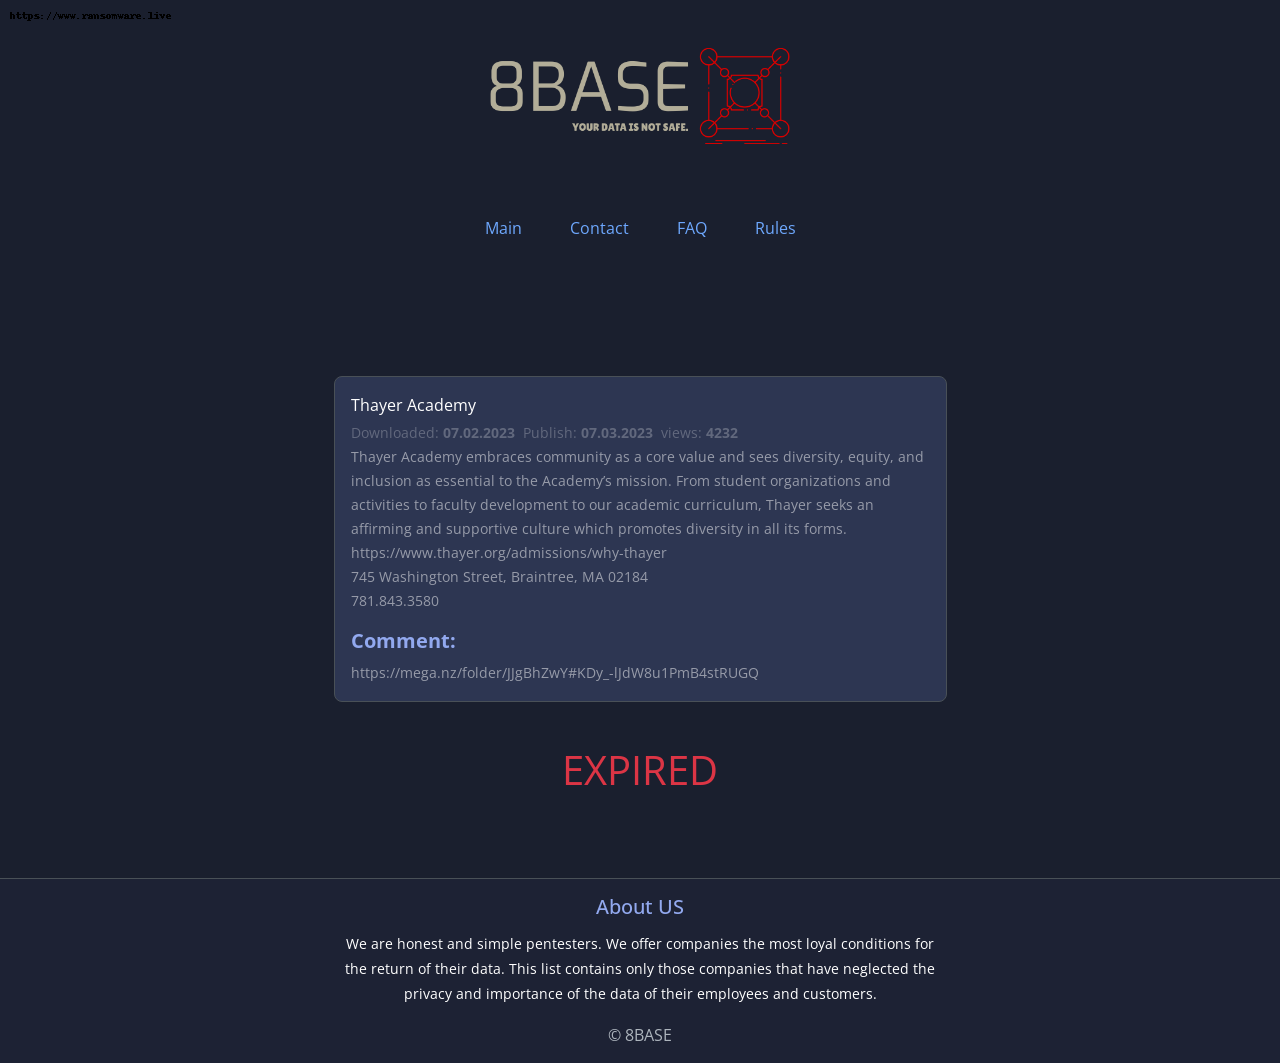 https://www.ransomware.live
8BASE
YOUR DATA IS NOT SAFE.
Main Contact FAQ Rules
Thayer Academy
Downloaded: 07.02.2023 Publish: 07.03.2023 views: 4232
Thayer Academy embraces community as a core value and sees diversity, equity, and
inclusion as essential to the Academy’s mission. From student organizations and
activities to faculty development to our academic curriculum, Thayer seeks an
affirming and supportive culture which promotes diversity in all its forms.
https://www.thayer.org/admissions/why-thayer
745 Washington Street, Braintree, MA 02184
781.843.3580
Comment:
https://mega.nz/folder/JJgBhZwY#KDy_-lJdW8u1PmB4stRUGQ
EXPIRED
About US
We are honest and simple pentesters. We offer companies the most loyal conditions for
the return of their data. This list contains only those companies that have neglected the
privacy and importance of the data of their employees and customers.
© 8BASE